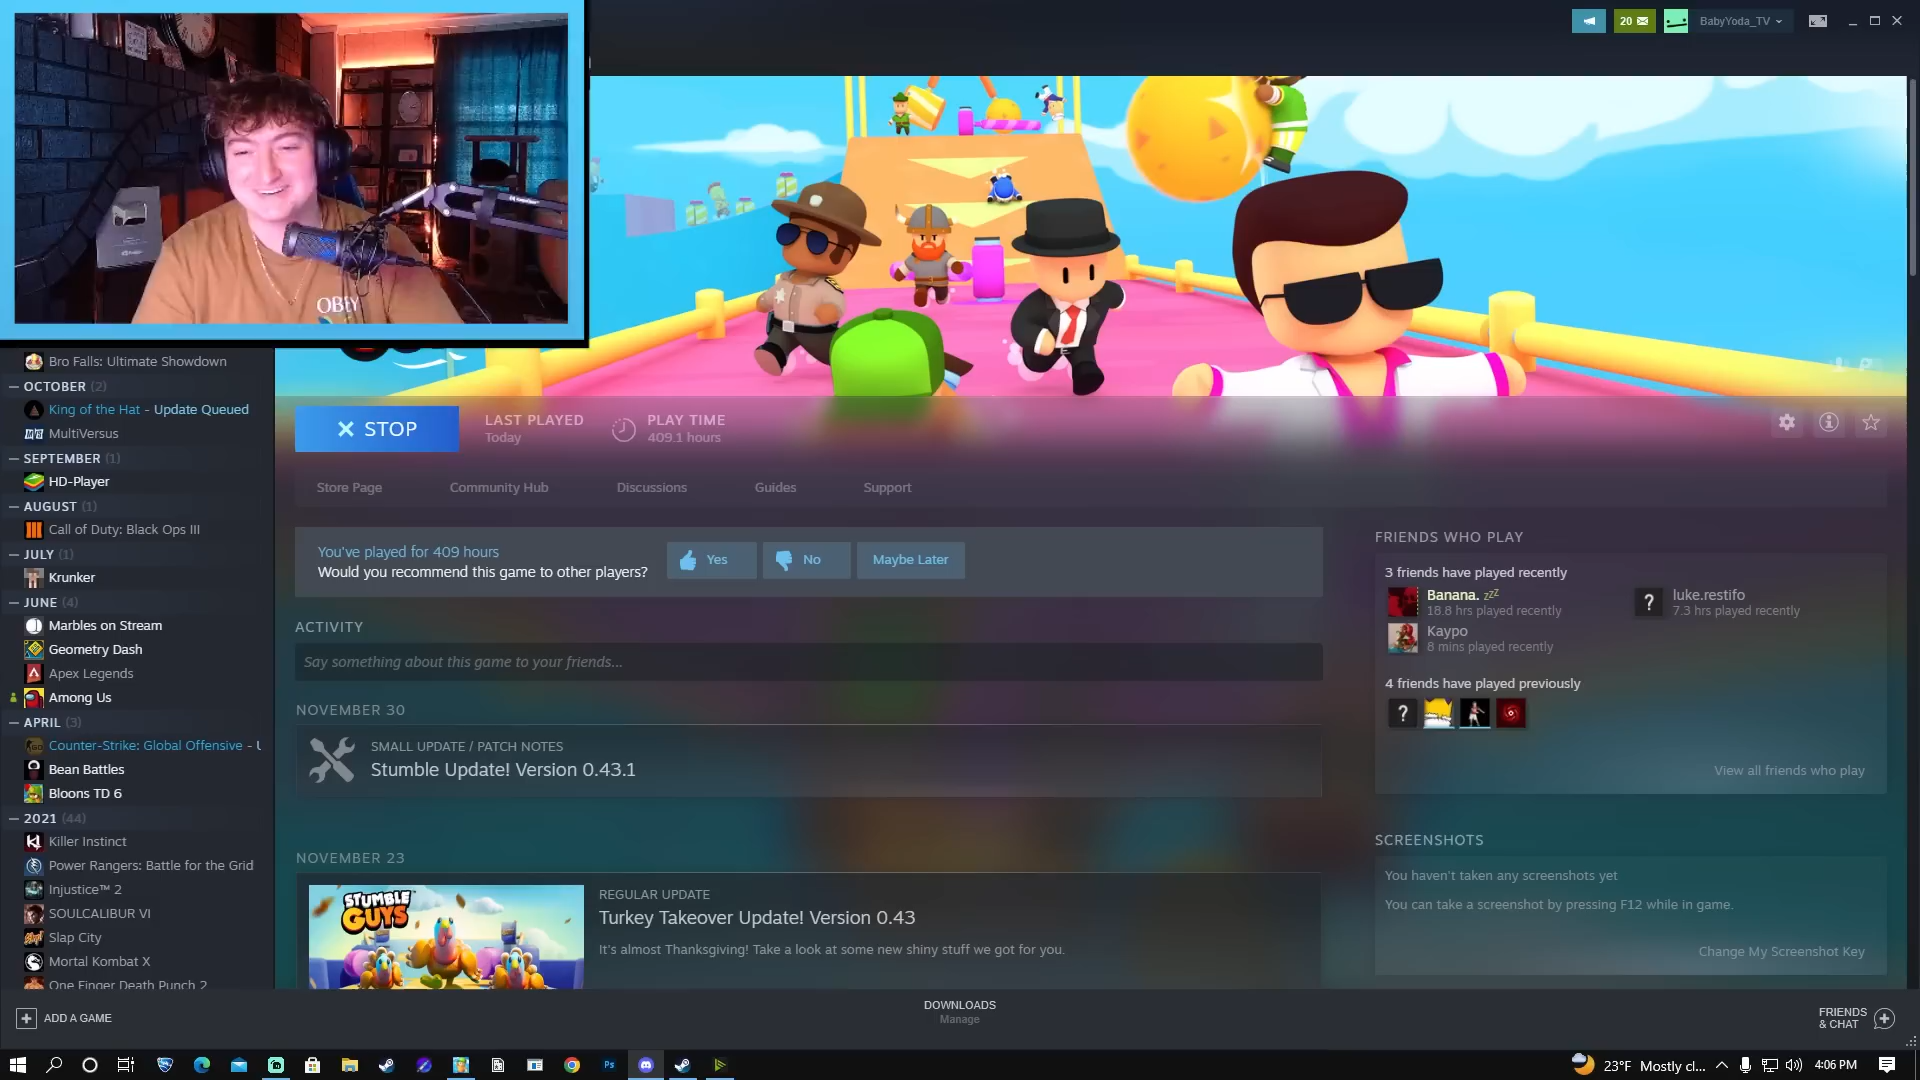 20
BabyYoda_TV
OBEY
Bro Falls: Ultimate Showdown
OCTOBER (2)
King of the Hat - Update Queued
MultiVersus
SEPTEMBER (1)
HD-Player
AUGUST (1)
Call of Duty: Black Ops III
JULY (1)
Krunker
JUNE (4)
Marbles on Stream
Geometry Dash
Apex Legends
Among Us
APRIL (3)
Counter-Strike: Global Offensive - U
Bean Battles
Bloons TD 6
2021 (44)
Killer Instinct
Power Rangers: Battle for the Grid
Injustice™ 2
SOULCALIBUR VI
Slap City
Mortal Kombat X
One Finger Death Punch 2
STOP
LAST PLAYED
Today
PLAY TIME
409.1 hours
Store Page
Community Hub
Discussions
Guides
Support
You've played for 409 hours
Would you recommend this game to other players?
Yes
No
Maybe Later
ACTIVITY
Say something about this game to your friends...
NOVEMBER 30
SMALL UPDATE / PATCH NOTES
Stumble Update! Version 0.43.1
NOVEMBER 23
STUMBLE
GUYS
REGULAR UPDATE
Turkey Takeover Update! Version 0.43
It's almost Thanksgiving! Take a look at some new shiny stuff we got for you.
FRIENDS WHO PLAY
3 friends have played recently
Banana. zzz
18.8 hrs played recently
? luke.restifo
7.3 hrs played recently
Kaypo
8 mins played recently
4 friends have played previously
?
View all friends who play
SCREENSHOTS
You haven't taken any screenshots yet
You can take a screenshot by pressing F12 while in game.
Change My Screenshot Key
ADD A GAME
DOWNLOADS
Manage
FRIENDS
& CHAT
Ps
23°F Mostly cl...
4:06 PM